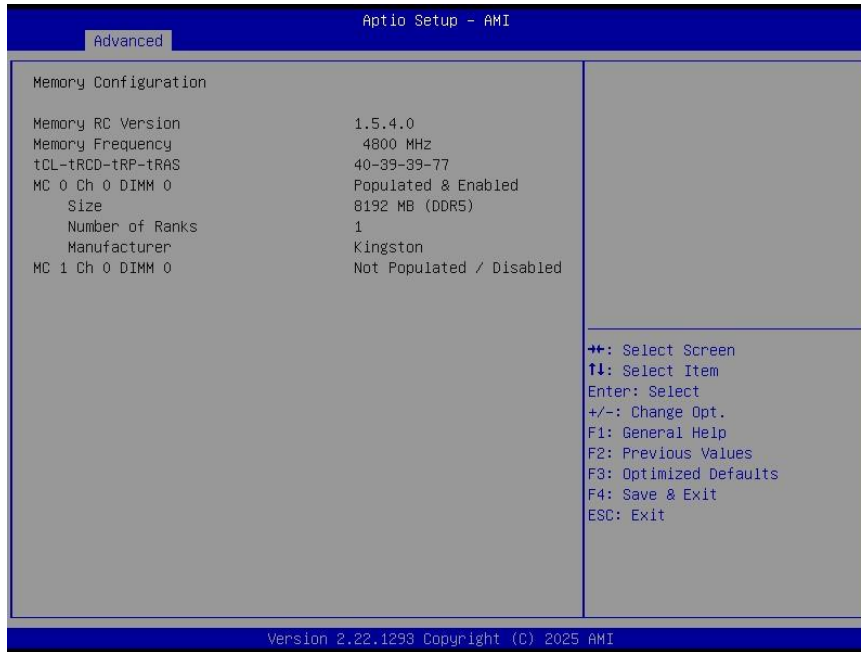 Aptio Setup – AMI
Advanced
Memory Configuration
Memory RC Version 1.5.4.0
Memory Frequency 4800 MHz
tCL-tRCD-tRP-tRAS 40-39-39-77
MC 0 Ch 0 DIMM 0 Populated & Enabled
Size 8192 MB (DDR5)
Number of Ranks 1
Manufacturer Kingston
MC 1 Ch 0 DIMM 0 Not Populated / Disabled
→←: Select Screen
↑↓: Select Item
Enter: Select
+/-: Change Opt.
F1: General Help
F2: Previous Values
F3: Optimized Defaults
F4: Save & Exit
ESC: Exit
Version 2.22.1293 Copyright (C) 2025 AMI